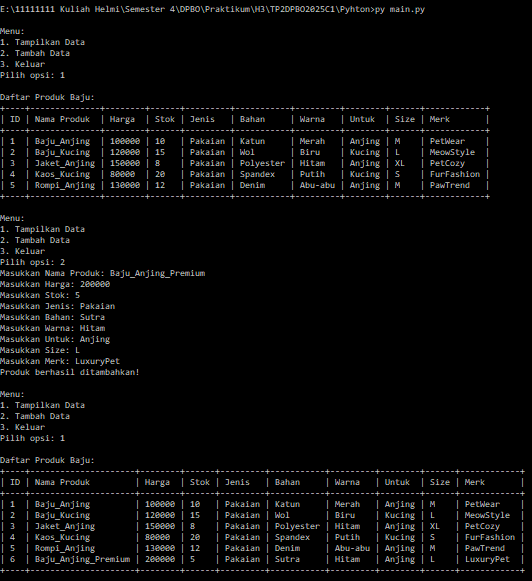 E:\11111111 Kuliah Helmi\Semester 4\DPBO\Praktikum\H3\TP2DPBO2025C1\Pyhton>py main.py
Menu:
1. Tampilkan Data
2. Tambah Data
3. Keluar
Pilih opsi: 1
Daftar Produk Baju:
+----+--------------+--------+------+---------+-----------+---------+--------+------+------------+
| ID | Nama Produk  | Harga  | Stok | Jenis   | Bahan     | Warna   | Untuk  | Size | Merk       |
+----+--------------+--------+------+---------+-----------+---------+--------+------+------------+
| 1  | Baju_Anjing  | 100000 | 10   | Pakaian | Katun     | Merah   | Anjing | M    | PetWear    |
| 2  | Baju_Kucing  | 120000 | 15   | Pakaian | Wol       | Biru    | Kucing | L    | MeowStyle  |
| 3  | Jaket_Anjing | 150000 | 8    | Pakaian | Polyester | Hitam   | Anjing | XL   | PetCozy    |
| 4  | Kaos_Kucing  | 80000  | 20   | Pakaian | Spandex   | Putih   | Kucing | S    | FurFashion |
| 5  | Rompi_Anjing | 130000 | 12   | Pakaian | Denim     | Abu-abu | Anjing | M    | PawTrend   |
+----+--------------+--------+------+---------+-----------+---------+--------+------+------------+
Menu:
1. Tampilkan Data
2. Tambah Data
3. Keluar
Pilih opsi: 2
Masukkan Nama Produk: Baju_Anjing_Premium
Masukkan Harga: 200000
Masukkan Stok: 5
Masukkan Jenis: Pakaian
Masukkan Bahan: Sutra
Masukkan Warna: Hitam
Masukkan Untuk: Anjing
Masukkan Size: L
Masukkan Merk: LuxuryPet
Produk berhasil ditambahkan!
Menu:
1. Tampilkan Data
2. Tambah Data
3. Keluar
Pilih opsi: 1
Daftar Produk Baju:
+----+---------------------+--------+------+---------+-----------+---------+--------+------+------------+
| ID | Nama Produk         | Harga  | Stok | Jenis   | Bahan     | Warna   | Untuk  | Size | Merk       |
+----+---------------------+--------+------+---------+-----------+---------+--------+------+------------+
| 1  | Baju_Anjing         | 100000 | 10   | Pakaian | Katun     | Merah   | Anjing | M    | PetWear    |
| 2  | Baju_Kucing         | 120000 | 15   | Pakaian | Wol       | Biru    | Kucing | L    | MeowStyle  |
| 3  | Jaket_Anjing        | 150000 | 8    | Pakaian | Polyester | Hitam   | Anjing | XL   | PetCozy    |
| 4  | Kaos_Kucing         | 80000  | 20   | Pakaian | Spandex   | Putih   | Kucing | S    | FurFashion |
| 5  | Rompi_Anjing        | 130000 | 12   | Pakaian | Denim     | Abu-abu | Anjing | M    | PawTrend   |
| 6  | Baju_Anjing_Premium | 200000 | 5    | Pakaian | Sutra     | Hitam   | Anjing | L    | LuxuryPet  |
+----+---------------------+--------+------+---------+-----------+---------+--------+------+------------+